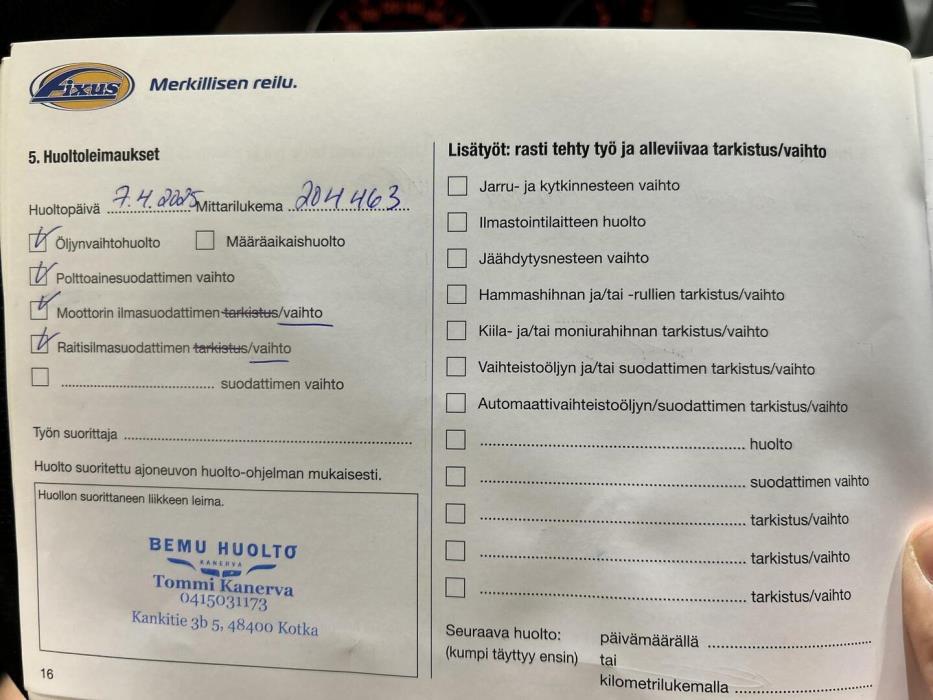 Fixus Merkillisen reilu.
5. Huoltoleimaukset
Huoltopäivä 7.4.2025 Mittarilukema 204 463
Öljynvaihtohuolto Määräaikaishuolto
Polttoainesuodattimen vaihto
Moottorin ilmasuodattimen tarkistus/vaihto
Raitisilmasuodattimen tarkistus/vaihto
suodattimen vaihto
Työn suorittaja
Huolto suoritettu ajoneuvon huolto-ohjelman mukaisesti.
Huollon suorittaneen liikkeen leima.
BEMU HUOLTO
KANERVA
Tommi Kanerva
0415031173
Kankitie 3b 5, 48400 Kotka
16
Lisätyöt: rasti tehty työ ja alleviivaa tarkistus/vaihto
Jarru- ja kytkinnesteen vaihto
Ilmastointilaitteen huolto
Jäähdytysnesteen vaihto
Hammashihnan ja/tai -rullien tarkistus/vaihto
Kiila- ja/tai moniurahihnan tarkistus/vaihto
Vaihteistoöljyn ja/tai suodattimen tarkistus/vaihto
Automaattivaihteistoöljyn/suodattimen tarkistus/vaihto
huolto
suodattimen vaihto
tarkistus/vaihto
tarkistus/vaihto
tarkistus/vaihto
Seuraava huolto: päivämäärällä
(kumpi täyttyy ensin) tai
kilometrilukemalla